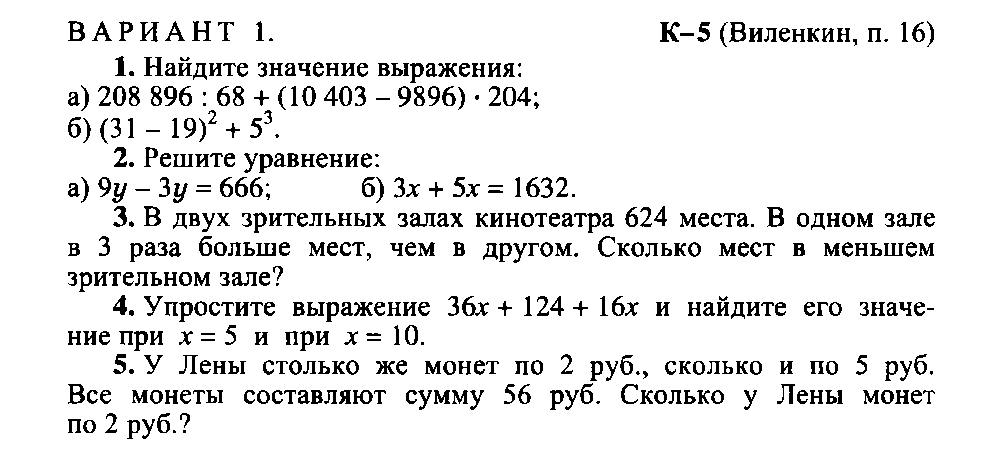 ВАРИАНТ 1. К–5 (Виленкин, п. 16)
1. Найдите значение выражения:
а) 208 896 : 68 + (10 403 – 9896) · 204;
б) (31 – 19)² + 5³.
2. Решите уравнение:
а) 9y – 3y = 666; б) 3x + 5x = 1632.
3. В двух зрительных залах кинотеатра 624 места. В одном зале
в 3 раза больше мест, чем в другом. Сколько мест в меньшем
зрительном зале?
4. Упростите выражение 36x + 124 + 16x и найдите его значе-
ние при x = 5 и при x = 10.
5. У Лены столько же монет по 2 руб., сколько и по 5 руб.
Все монеты составляют сумму 56 руб. Сколько у Лены монет
по 2 руб.?